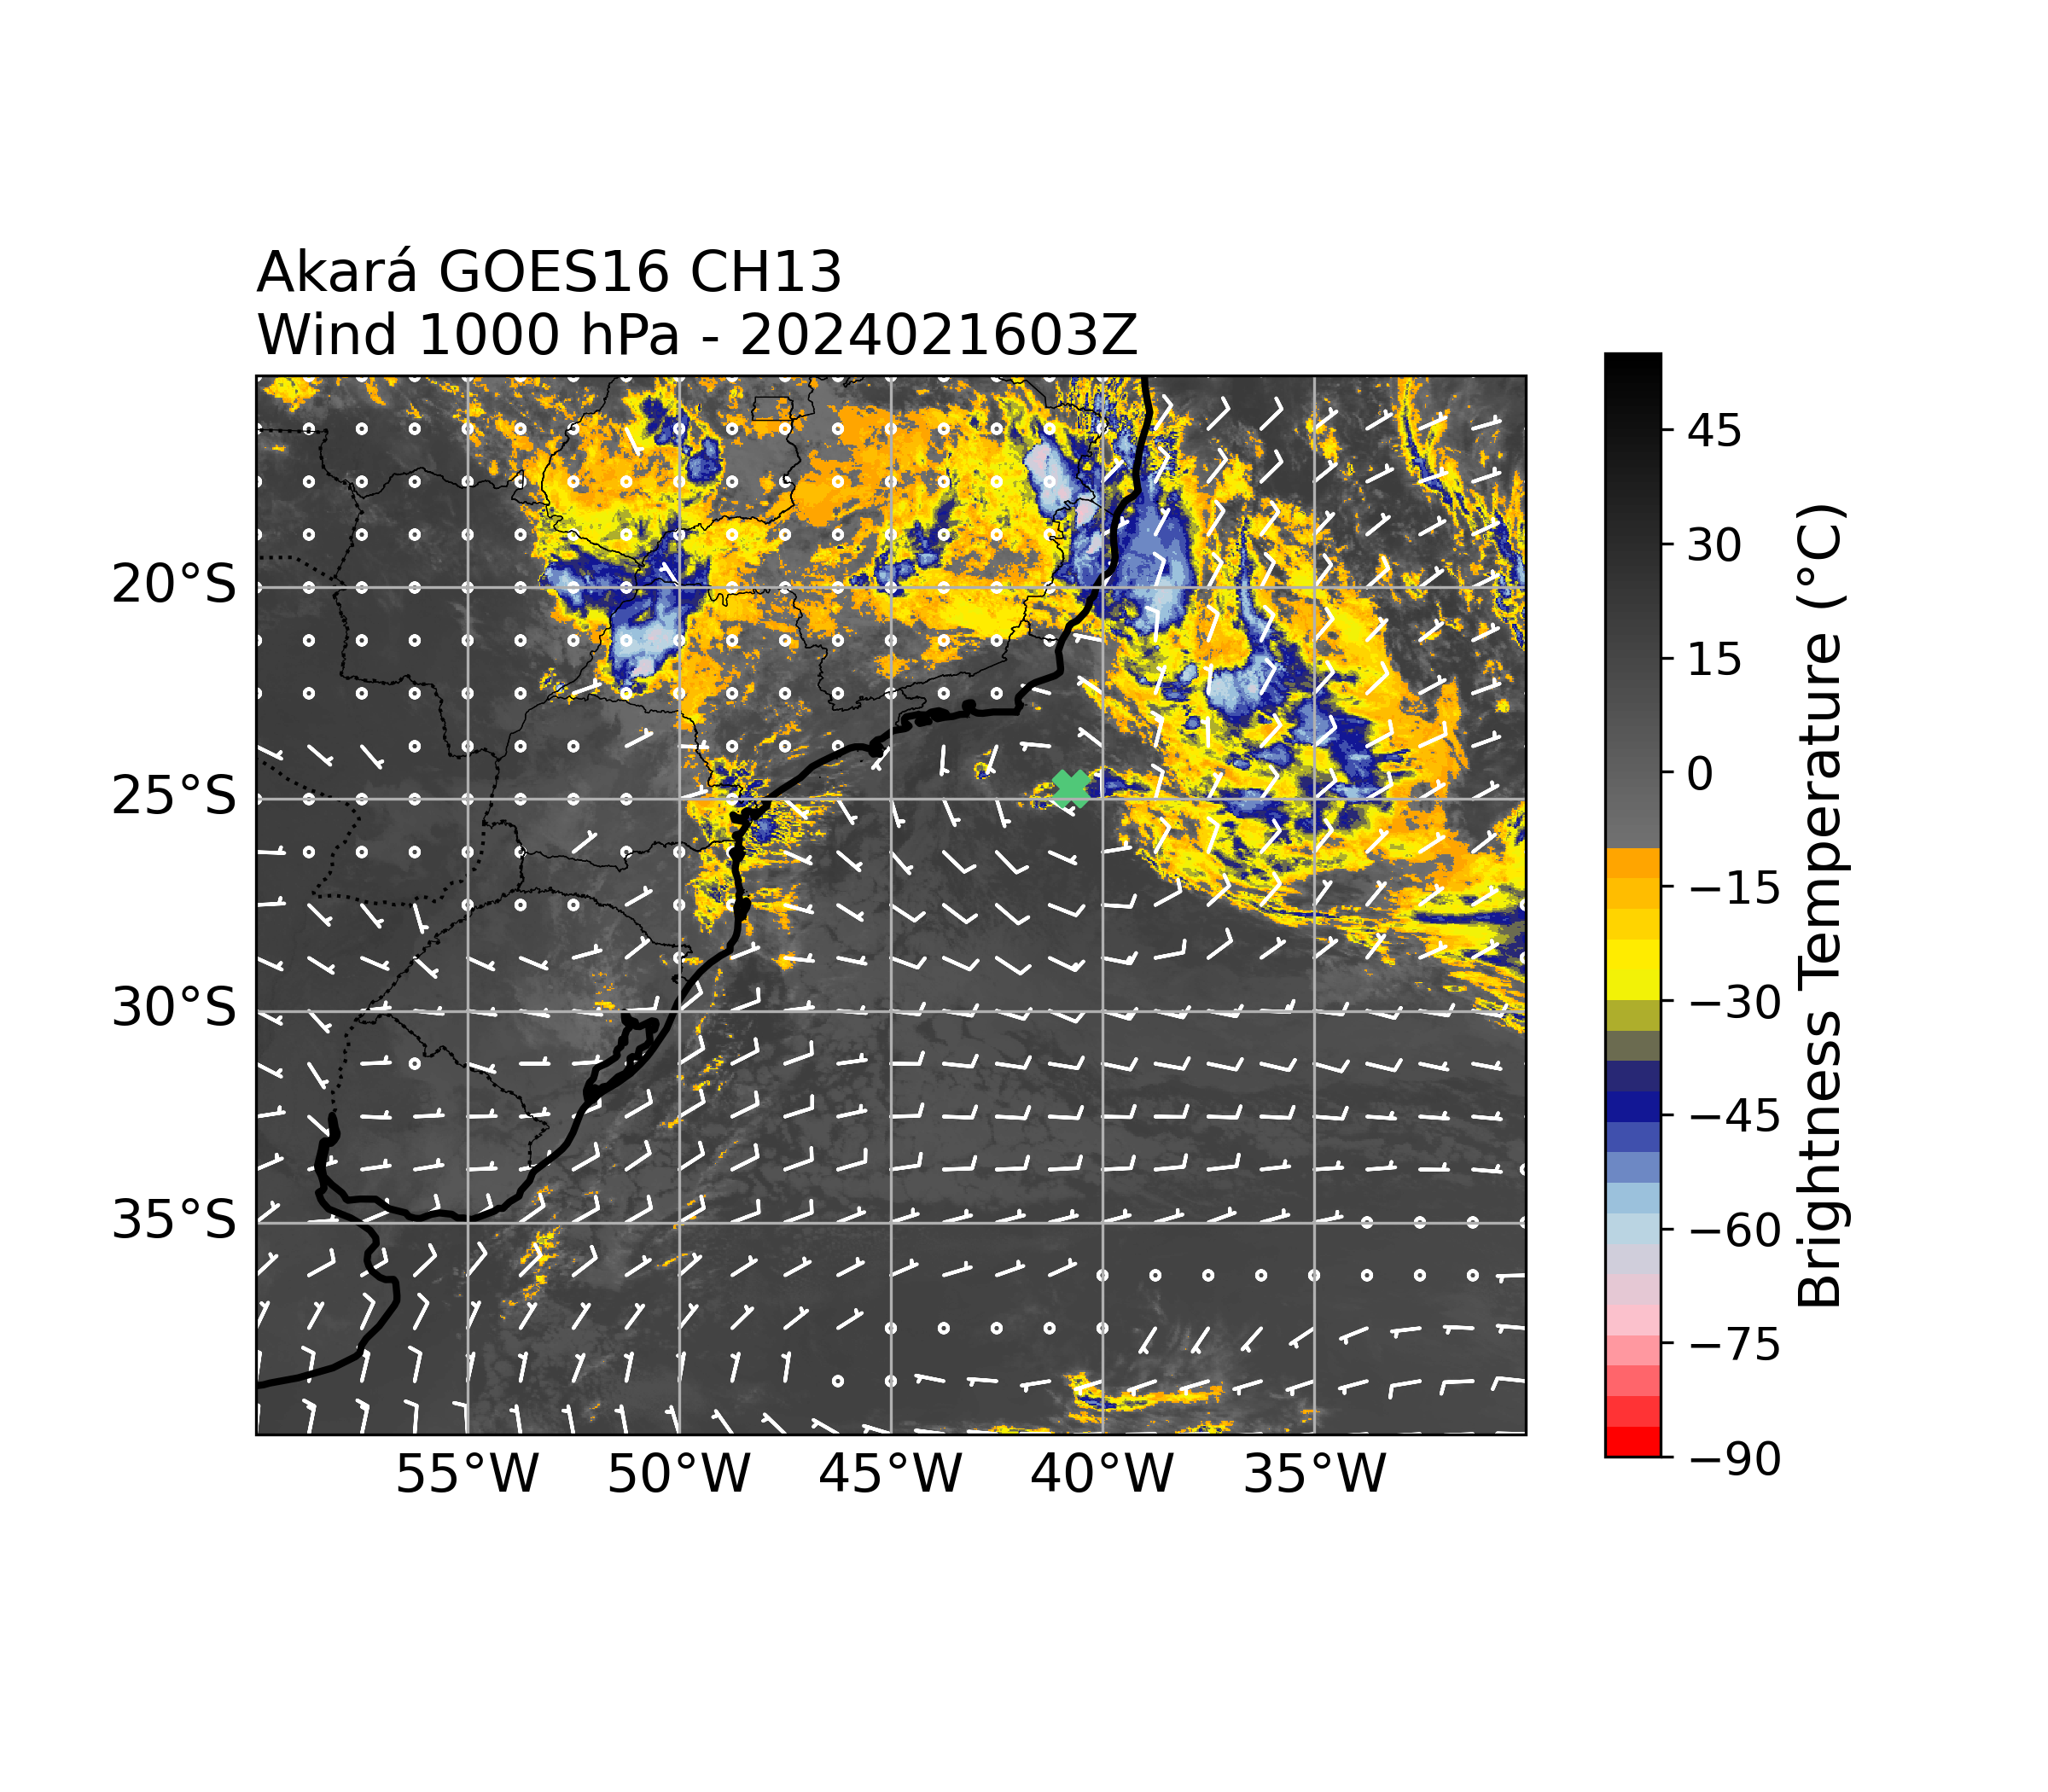 Akará GOES16 CH13
Wind 1000 hPa - 2024021603Z
20°S
25°S
30°S
35°S
55°W
50°W
45°W
40°W
35°W
45
30
15
0
−15
−30
−45
−60
−75
−90
Brightness Temperature (°C)